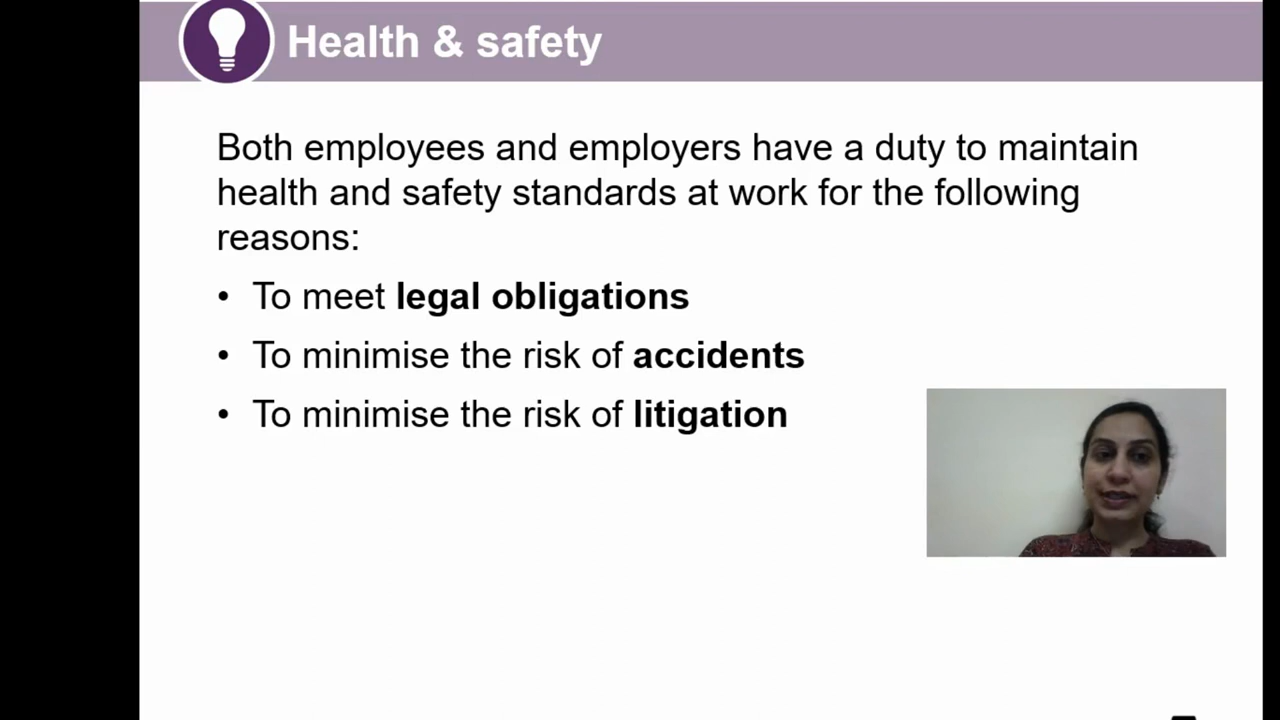 Health & safety
Both employees and employers have a duty to maintain
health and safety standards at work for the following
reasons:
• To meet legal obligations
• To minimise the risk of accidents
• To minimise the risk of litigation